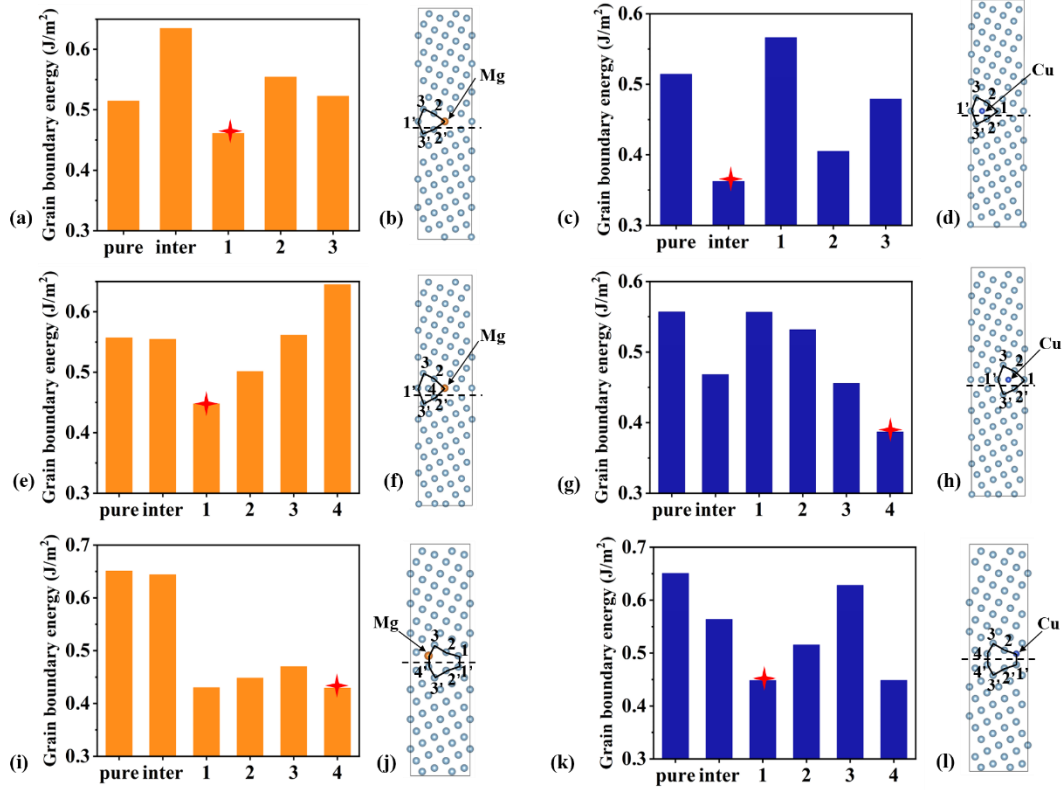 Grain boundary energy (J/m²)
0.6
0.5
0.4
0.3
pure inter 1 2 3
(a)
3
2
1'
3'
2'
Mg
(b)
Grain boundary energy (J/m²)
0.6
0.5
0.4
0.3
pure inter 1 2 3
(c)
3
2
1'
1
3'
2'
Cu
(d)
Grain boundary energy (J/m²)
0.6
0.5
0.4
0.3
pure inter 1 2 3 4
(e)
3
2
1'
4
3'
2'
Mg
(f)
Grain boundary energy (J/m²)
0.6
0.5
0.4
0.3
pure inter 1 2 3 4
(g)
3
2
1'
1
3'
2'
Cu
(h)
Grain boundary energy (J/m²)
0.7
0.6
0.5
0.4
0.3
pure inter 1 2 3 4
(i)
Mg
3
2
1
4'
3'
2'
1'
(j)
Grain boundary energy (J/m²)
0.7
0.6
0.5
0.4
0.3
pure inter 1 2 3 4
(k)
3
2
4
4'
3'
2'
1'
Cu
(l)